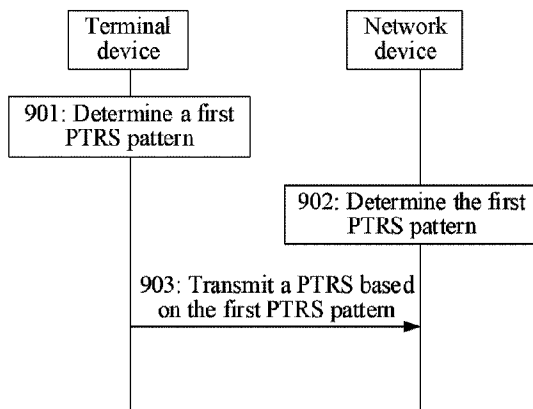 Terminal
device
Network
device
901: Determine a first
PTRS pattern
902: Determine the first
PTRS pattern
903: Transmit a PTRS based
on the first PTRS pattern